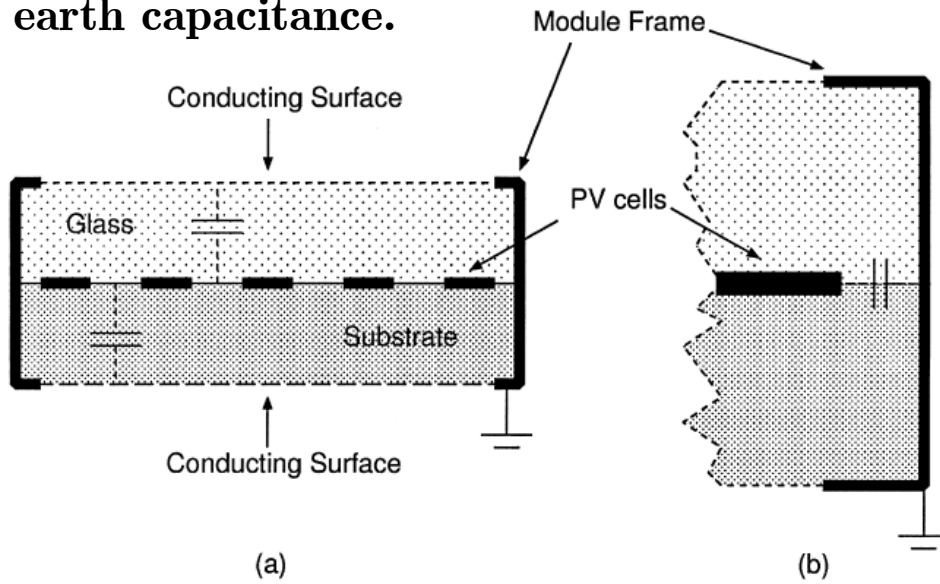 earth capacitance.
Module Frame
Conducting Surface
PV cells
Glass
Substrate
Conducting Surface
(a)
(b)